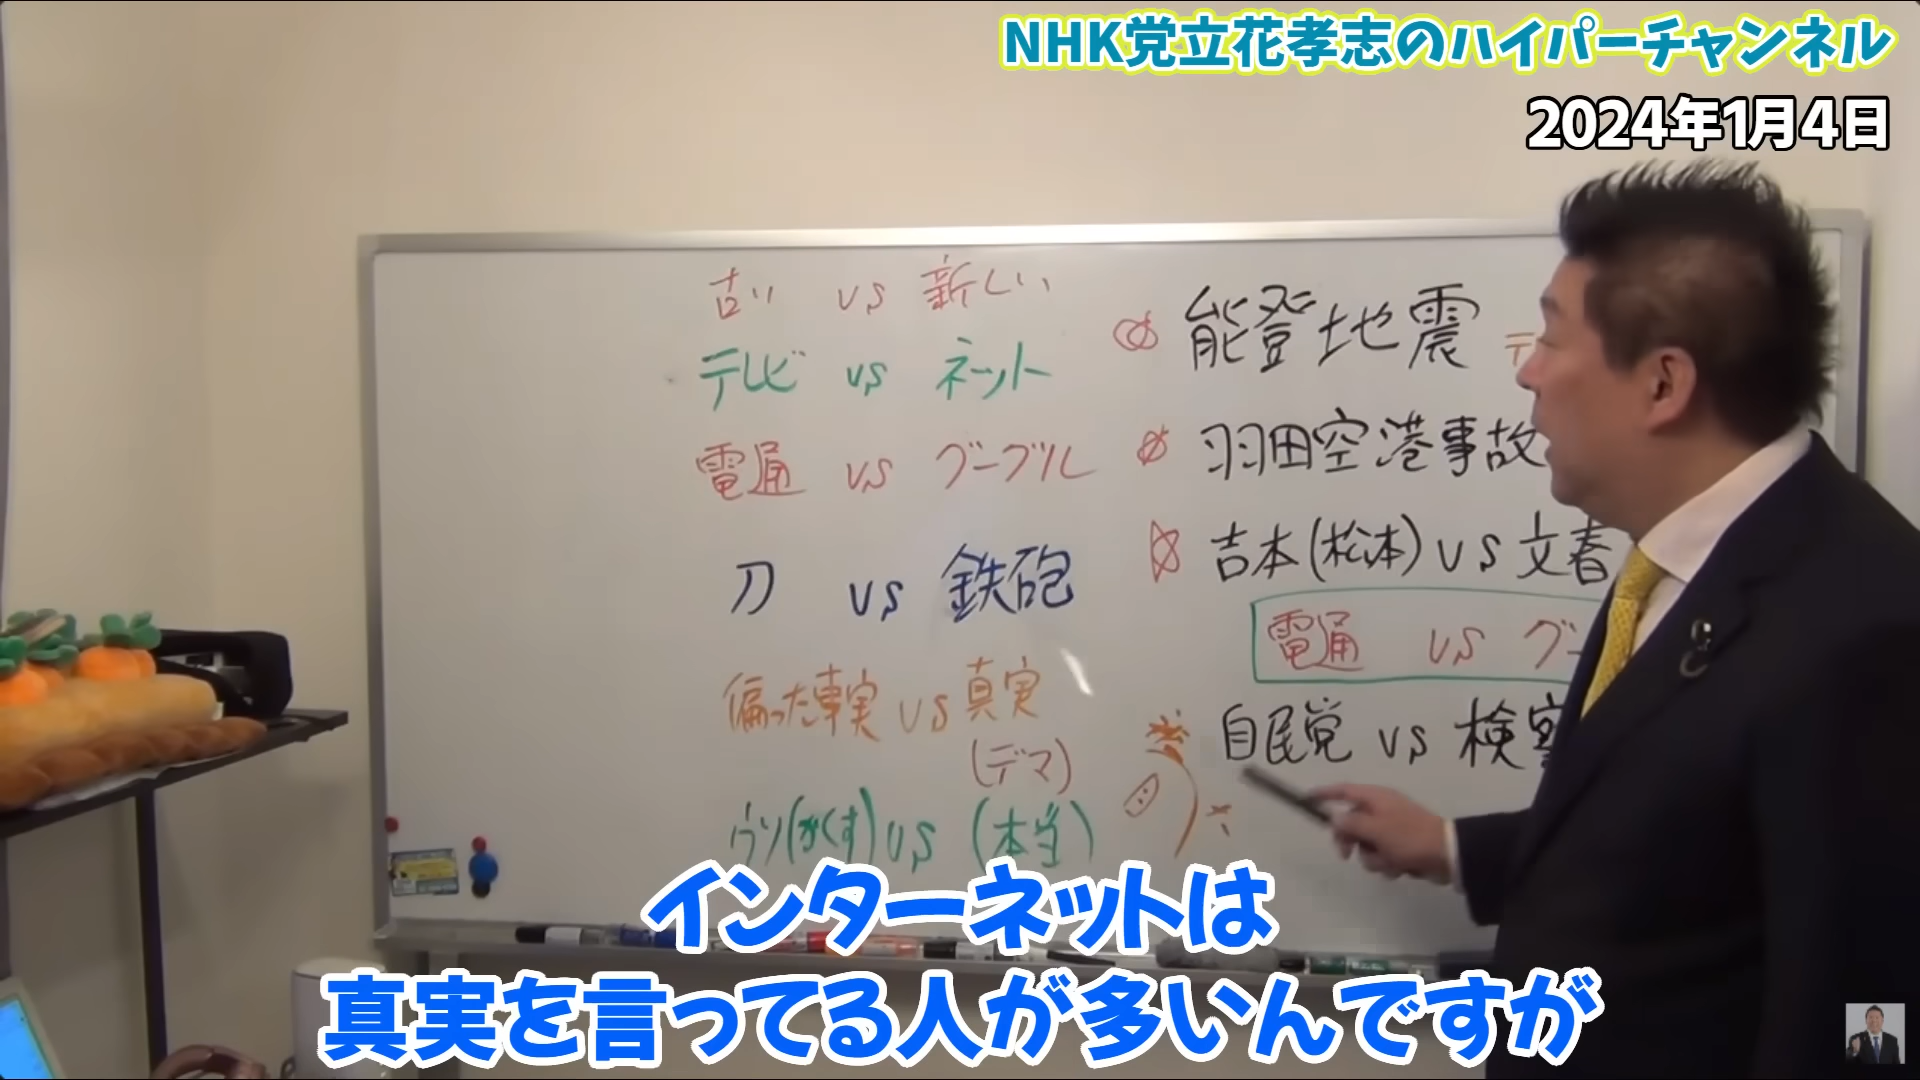 NHK党立花孝志のハイパーチャンネル
2024年1月4日
古い vs 新しい
テレビ vs ネット
電通 vs グーグル
刀 vs 鉄砲
偏った事実 vs 真実
(デマ)
ウソ(かくす) vs (本当)
能登地震 テ
羽田空港事故
吉本(松本) vs 文春
電通 vs グー
自民党 vs 検察
インターネットは
真実を言ってる人が多いんですが